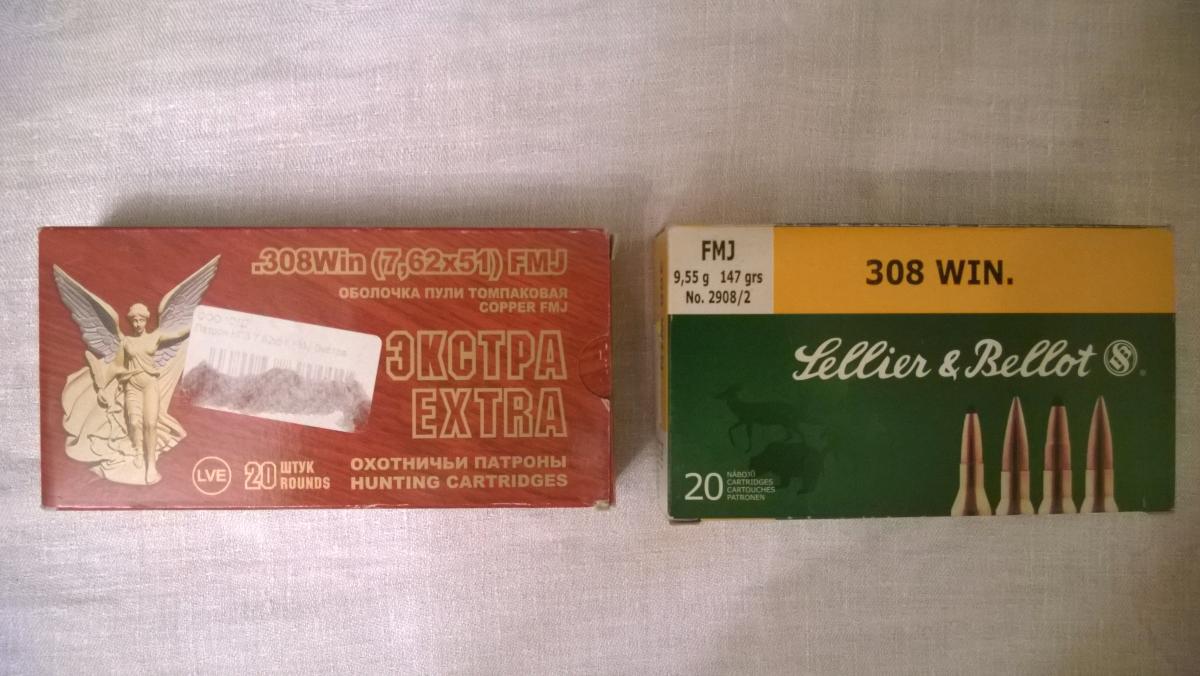 .308Win (7,62x51) FMJ
ОБОЛОЧКА ПУЛИ ТОМПАКОВАЯ
COPPER FMJ
ЭКСТРА
EXTRA
LVE
20 ШТУК
ROUNDS
ОХОТНИЧЬИ ПАТРОНЫ
HUNTING CARTRIDGES
FMJ
9,55 g 147 grs
No. 2908/2
308 WIN.
Sellier & Bellot
20
NÁBOJŮ
CARTRIDGES
CARTOUCHES
PATRONEN